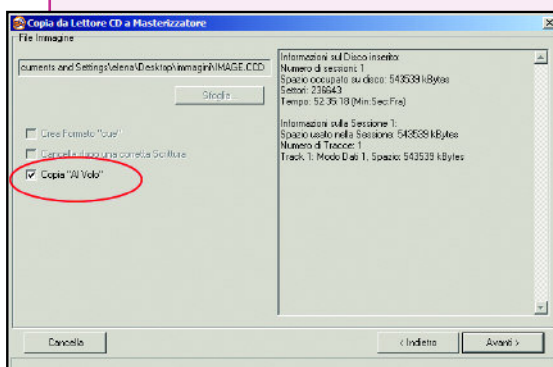 Copia da Lettore CD a Masterizzatore
File Immagine
cuments and Settings\elena\Desktop\immagini\IMAGE.CCD
Sfoglia
Crea Formato "cue"
Cancella dopo una corretta Scrittura
Copia "Al Volo"
Informazioni sul Disco inserito:
Numero di sessioni: 1
Spazio occupato su disco: 543539 kBytes
Settori: 236643
Tempo: 52:35:18 (Min:Sec:Fra)
Informazioni sulla Sessione 1:
Spazio usato nella Sessione: 543539 kBytes
Numero di Tracce: 1
Track 1: Modo Dati 1, Spazio: 543539 kBytes
Cancella
< Indietro
Avanti >